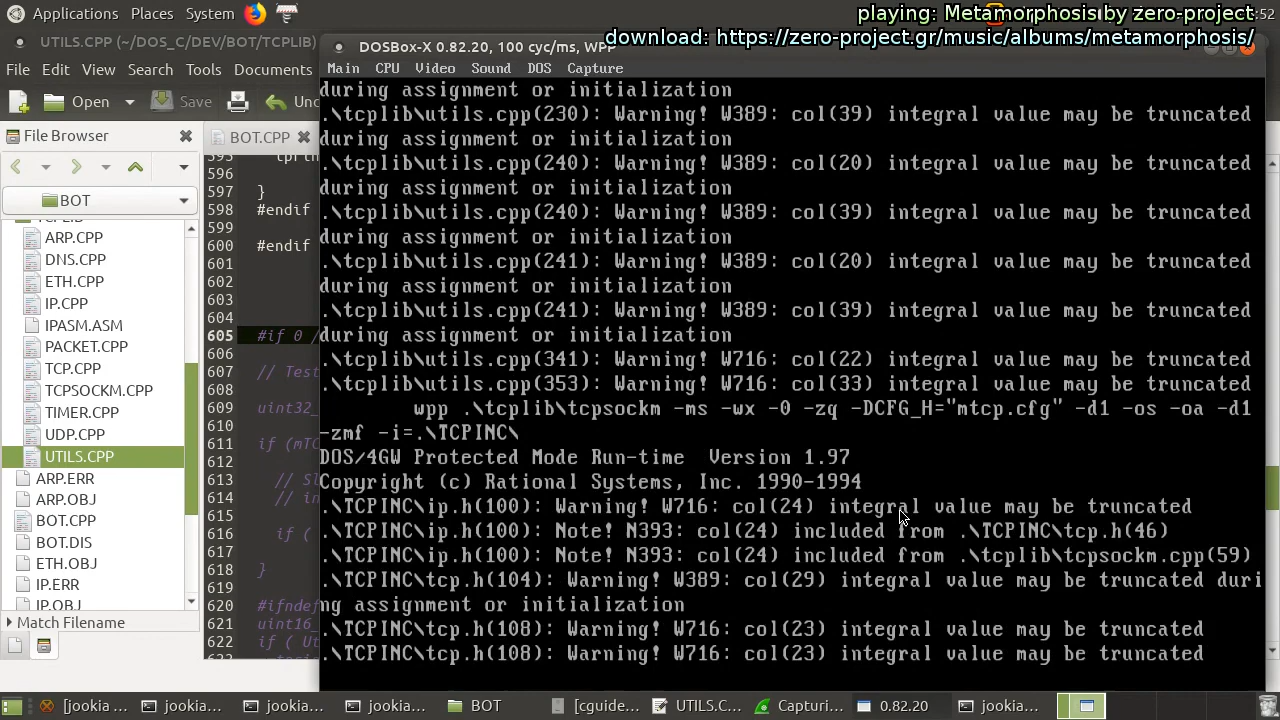 Applications Places System
:52
playing: Metamorphosis by zero-project
download: https://zero-project.gr/music/albums/metamorphosis/
UTILS.CPP (~/DOS_C/DEV/BOT/TCPLIB)
DOSBox-X 0.82.20, 100 cyc/ms, WPP
File Edit View Search Tools Documents
Main CPU Video Sound DOS Capture
Open Save
File Browser
BOT.CPP
BOT
ARP.CPP
DNS.CPP
ETH.CPP
IP.CPP
IPASM.ASM
PACKET.CPP
TCP.CPP
TCPSOCKM.CPP
TIMER.CPP
UDP.CPP
UTILS.CPP
ARP.ERR
ARP.OBJ
BOT.CPP
BOT.DIS
ETH.OBJ
IP.ERR
IP.OBJ
Match Filename
596
597 }
598 #endif
599
600 #endif
601
602
603
604
605 #if 0 /
606
607 // Test
608
609 uint32_
610
611 if (mTC
612
613 // Sl
614 // in
615
616 if (
617
618 }
619
620 #ifndef
621 uint16_
622 if ( Ut
during assignment or initialization
.\tcplib\utils.cpp(230): Warning! W389: col(39) integral value may be truncated
during assignment or initialization
.\tcplib\utils.cpp(240): Warning! W389: col(20) integral value may be truncated
during assignment or initialization
.\tcplib\utils.cpp(240): Warning! W389: col(39) integral value may be truncated
during assignment or initialization
.\tcplib\utils.cpp(241): Warning! W389: col(20) integral value may be truncated
during assignment or initialization
.\tcplib\utils.cpp(241): Warning! W389: col(39) integral value may be truncated
during assignment or initialization
.\tcplib\utils.cpp(341): Warning! W716: col(22) integral value may be truncated
.\tcplib\utils.cpp(353): Warning! W716: col(33) integral value may be truncated
wpp .\tcplib\tcpsockm -ms -wx -0 -zq -DCFG_H="mtcp.cfg" -d1 -os -oa -d1
-zmf -i=.\TCPINC\
DOS/4GW Protected Mode Run-time Version 1.97
Copyright (c) Rational Systems, Inc. 1990-1994
.\TCPINC\ip.h(100): Warning! W716: col(24) integral value may be truncated
.\TCPINC\ip.h(100): Note! N393: col(24) included from .\TCPINC\tcp.h(46)
.\TCPINC\ip.h(100): Note! N393: col(24) included from .\tcplib\tcpsockm.cpp(59)
.\TCPINC\tcp.h(104): Warning! W389: col(29) integral value may be truncated duri
ng assignment or initialization
.\TCPINC\tcp.h(108): Warning! W716: col(23) integral value may be truncated
.\TCPINC\tcp.h(108): Warning! W716: col(23) integral value may be truncated
[jookia ... jookia... jookia... jookia... BOT [cguide... UTILS.C... Capturi... 0.82.20 jookia...